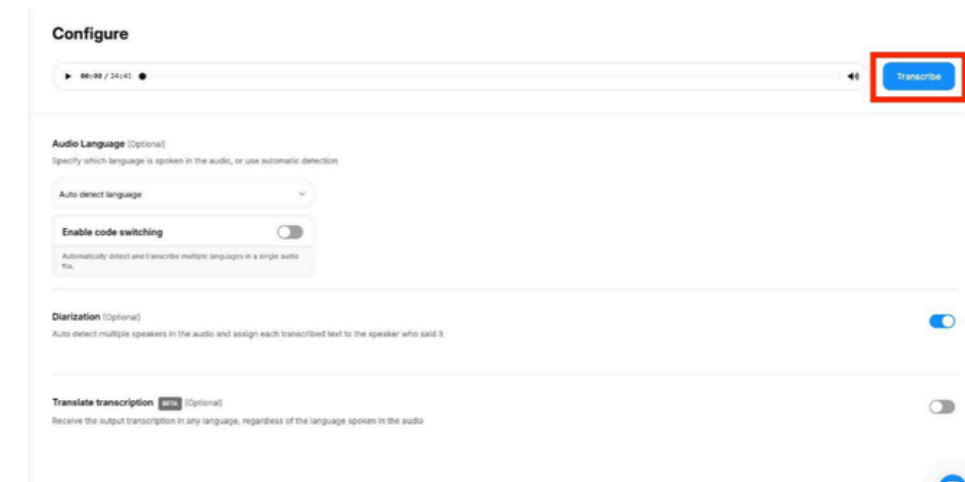 Configure
00:00 / 24:41
Transcribe
Audio Language (Optional)
Specify which language is spoken in the audio, or use automatic detection
Auto detect language
Enable code switching
Automatically detect and transcribe multiple languages in a single audio
file.
Diarization (Optional)
Auto detect multiple speakers in the audio and assign each transcribed text to the speaker who said it
Translate transcription BETA (Optional)
Receive the output transcription in any language, regardless of the language spoken in the audio